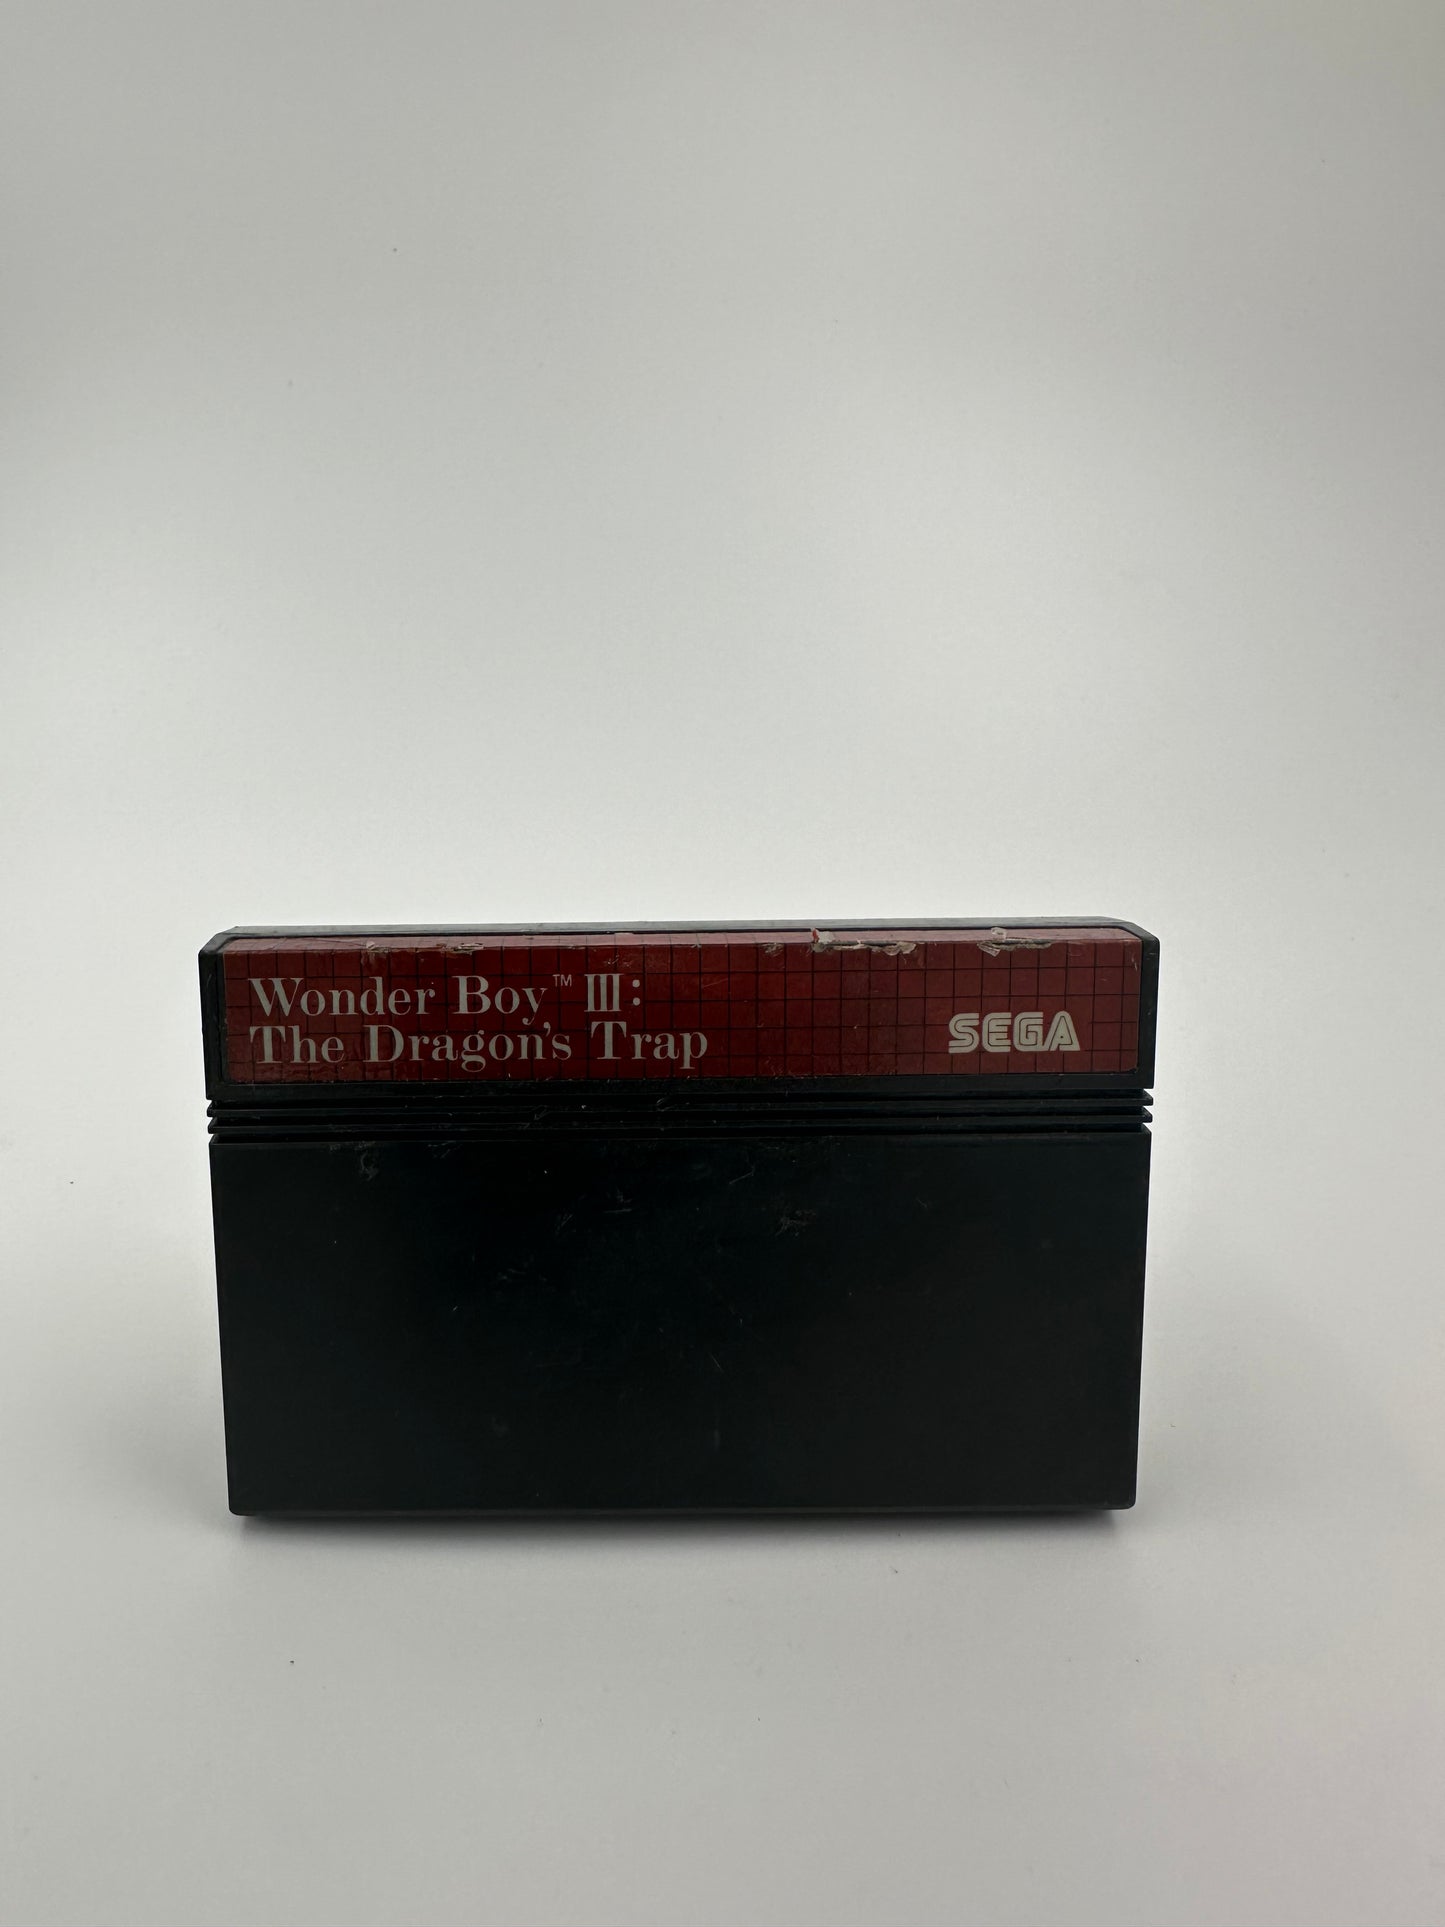 Wonder Boy™ III:
The Dragon's Trap
SEGA